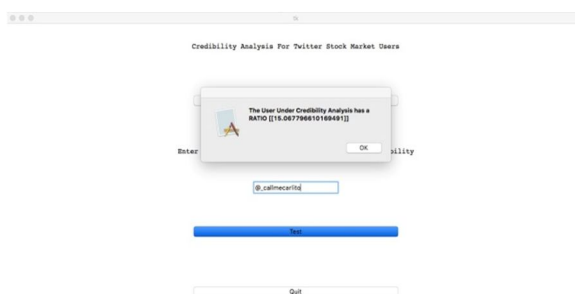 tk
Credibility Analysis For Twitter Stock Market Users
The User Under Credibility Analysis has a
RATIO [[15.067796610169491]]
OK
Enter
bility
@_callmecarlito
Test
Quit